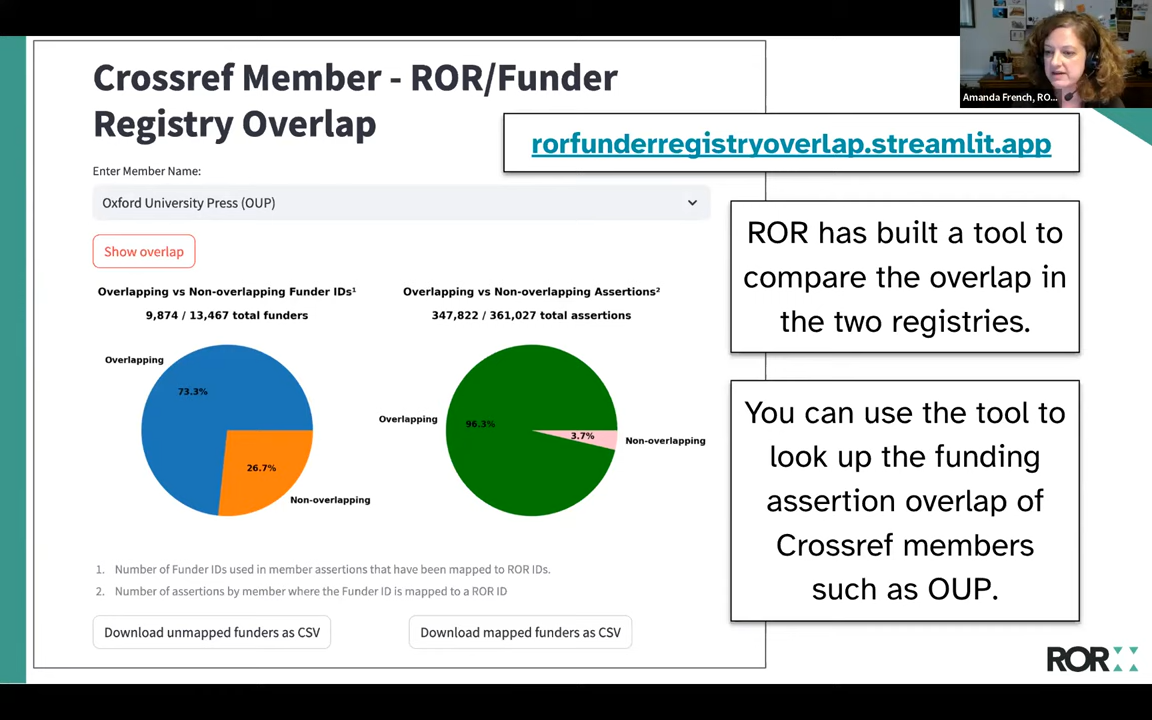 Crossref Member - ROR/Funder
Registry Overlap
Amanda French, RO...
rorfunderregistryoverlap.streamlit.app
Enter Member Name:
Oxford University Press (OUP)
Show overlap
Overlapping vs Non-overlapping Funder IDs¹
9,874 / 13,467 total funders
Overlapping
73.3%
26.7%
Non-overlapping
Overlapping vs Non-overlapping Assertions²
347,822 / 361,027 total assertions
Overlapping
96.3%
3.7%
Non-overlapping
1. Number of Funder IDs used in member assertions that have been mapped to ROR IDs.
2. Number of assertions by member where the Funder ID is mapped to a ROR ID
Download unmapped funders as CSV
Download mapped funders as CSV
ROR has built a tool to
compare the overlap in
the two registries.
You can use the tool to
look up the funding
assertion overlap of
Crossref members
such as OUP.
ROR